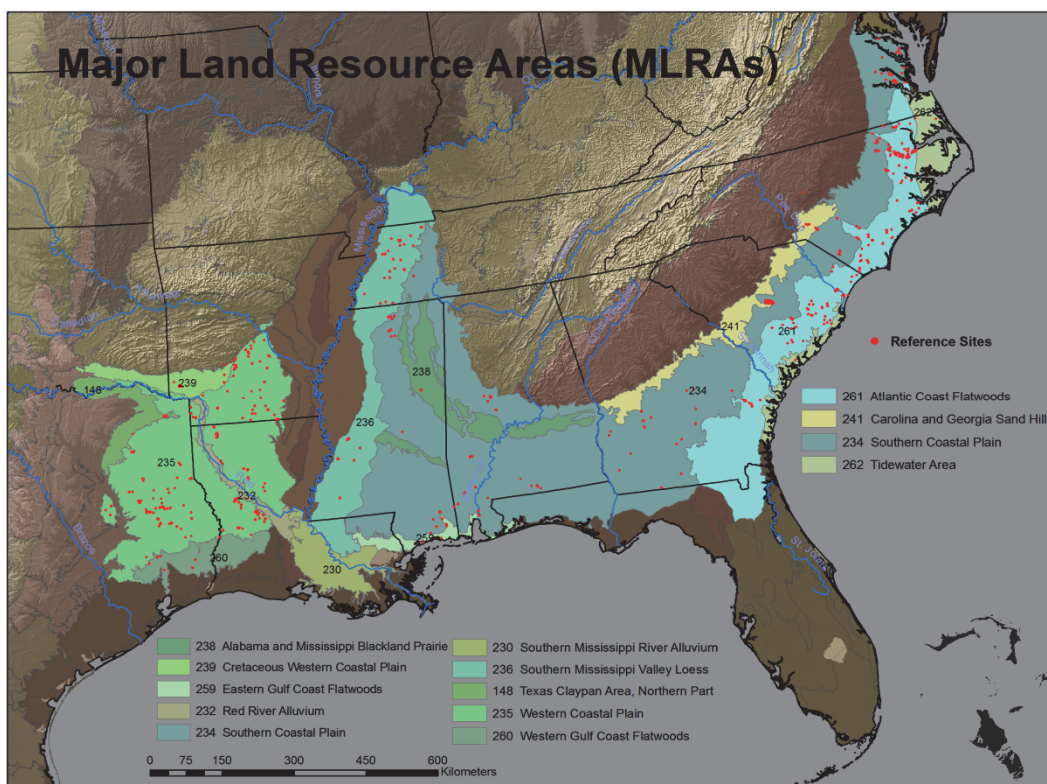 Major Land Resource Areas (MLRAs)
262
239
148
241
261
238
234
236
235
232
260
230
St. Johns
Brazos
Reference Sites
261 Atlantic Coast Flatwoods
241 Carolina and Georgia Sand Hill
234 Southern Coastal Plain
262 Tidewater Area
238 Alabama and Mississippi Blackland Prairie
239 Cretaceous Western Coastal Plain
259 Eastern Gulf Coast Flatwoods
232 Red River Alluvium
234 Southern Coastal Plain
230 Southern Mississippi River Alluvium
236 Southern Mississippi Valley Loess
148 Texas Claypan Area, Northern Part
235 Western Coastal Plain
260 Western Gulf Coast Flatwoods
0 75 150 300 450 600
Kilometers